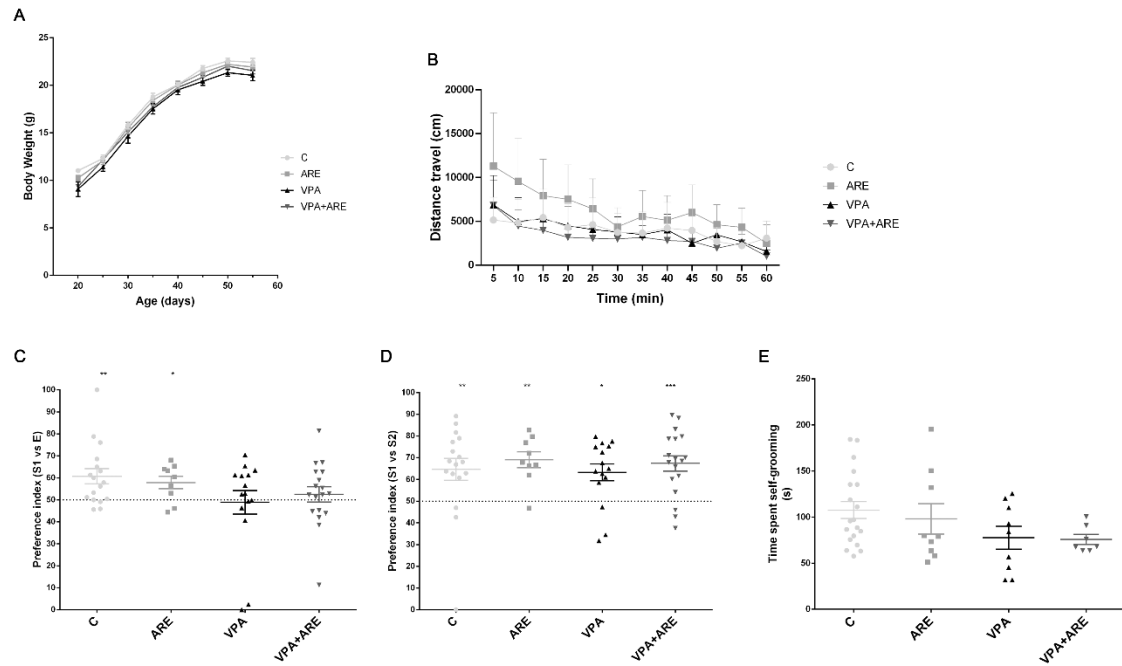 A
25
20
15
10
5
0
20
30
40
50
60
Body Weight (g)
Age (days)
C
ARE
VPA
VPA+ARE
B
20000
15000
10000
5000
0
5 10 15 20 25 30 35 40 45 50 55 60
Distance travel (cm)
Time (min)
C
ARE
VPA
VPA+ARE
C
** *
100
90
80
70
60
50
40
30
20
10
0
Preference index (S1 vs E)
C
ARE
VPA
VPA+ARE
D
** ** * ***
100
90
80
70
60
50
40
30
20
10
0
Preference index (S1 vs S2)
C
ARE
VPA
VPA+ARE
E
250
200
150
100
50
0
Time spent self-grooming
(s)
C
ARE
VPA
VPA+ARE